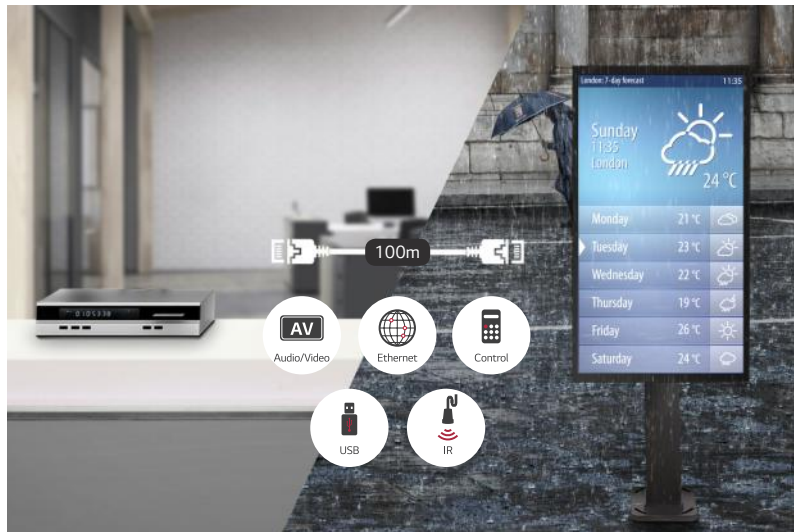 London: 7-day forecast 11:35
Sunday
11:35
London
24 °C
Monday 21 °C
Tuesday 23 °C
Wednesday 22 °C
Thursday 19 °C
Friday 26 °C
Saturday 24 °C
100m
AV
Audio/Video
Ethernet
Control
USB
IR